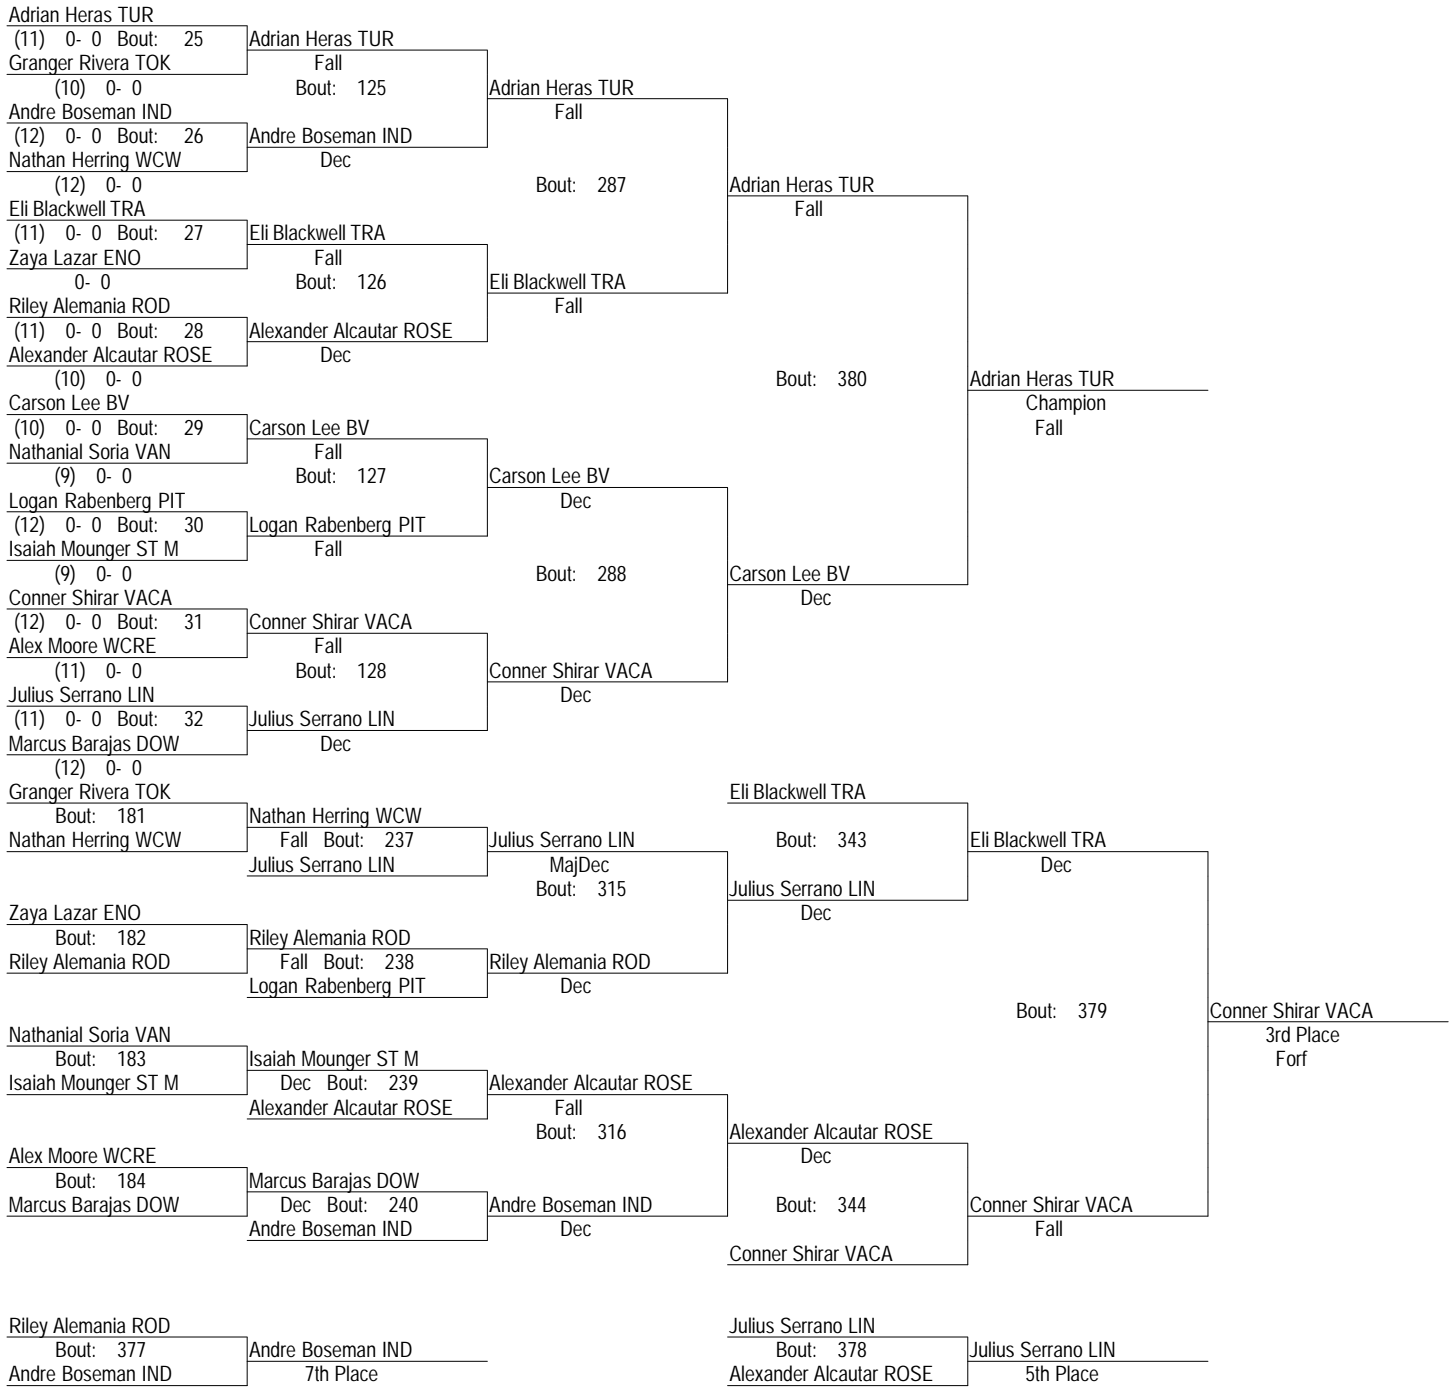 Adrian Heras TUR
(11) 0- 0 Bout: 25 Adrian Heras TUR
Granger Rivera TOK Fall
(10) 0- 0 Bout: 125 Adrian Heras TUR
Andre Boseman IND Fall
(12) 0- 0 Bout: 26 Andre Boseman IND
Nathan Herring WCW Dec
(12) 0- 0 Bout: 287 Adrian Heras TUR
Eli Blackwell TRA Fall
(11) 0- 0 Bout: 27 Eli Blackwell TRA
Zaya Lazar ENO Fall
0- 0 Bout: 126 Eli Blackwell TRA
Riley Alemania ROD Fall
(11) 0- 0 Bout: 28 Alexander Alcautar ROSE
Alexander Alcautar ROSE Dec
(10) 0- 0 Bout: 380 Adrian Heras TUR
Carson Lee BV Champion
(10) 0- 0 Bout: 29 Carson Lee BV Fall
Nathanial Soria VAN Fall
(9) 0- 0 Bout: 127 Carson Lee BV
Logan Rabenberg PIT Dec
(12) 0- 0 Bout: 30 Logan Rabenberg PIT
Isaiah Mounger ST M Fall
(9) 0- 0 Bout: 288 Carson Lee BV
Conner Shirar VACA Dec
(12) 0- 0 Bout: 31 Conner Shirar VACA
Alex Moore WCRE Fall
(11) 0- 0 Bout: 128 Conner Shirar VACA
Julius Serrano LIN Dec
(11) 0- 0 Bout: 32 Julius Serrano LIN
Marcus Barajas DOW Dec
(12) 0- 0
Granger Rivera TOK Eli Blackwell TRA
Bout: 181 Nathan Herring WCW
Nathan Herring WCW Fall Bout: 237 Julius Serrano LIN Bout: 343 Eli Blackwell TRA
Julius Serrano LIN MajDec Dec
Bout: 315 Julius Serrano LIN
Zaya Lazar ENO Dec
Bout: 182 Riley Alemania ROD
Riley Alemania ROD Fall Bout: 238 Riley Alemania ROD
Logan Rabenberg PIT Dec
Bout: 379 Conner Shirar VACA
Nathanial Soria VAN 3rd Place
Bout: 183 Isaiah Mounger ST M Forf
Isaiah Mounger ST M Dec Bout: 239 Alexander Alcautar ROSE
Alexander Alcautar ROSE Fall
Bout: 316 Alexander Alcautar ROSE
Alex Moore WCRE Dec
Bout: 184 Marcus Barajas DOW
Marcus Barajas DOW Dec Bout: 240 Andre Boseman IND Bout: 344 Conner Shirar VACA
Andre Boseman IND Dec Fall
Conner Shirar VACA
Riley Alemania ROD Julius Serrano LIN
Bout: 377 Andre Boseman IND Bout: 378 Julius Serrano LIN
Andre Boseman IND 7th Place Alexander Alcautar ROSE 5th Place